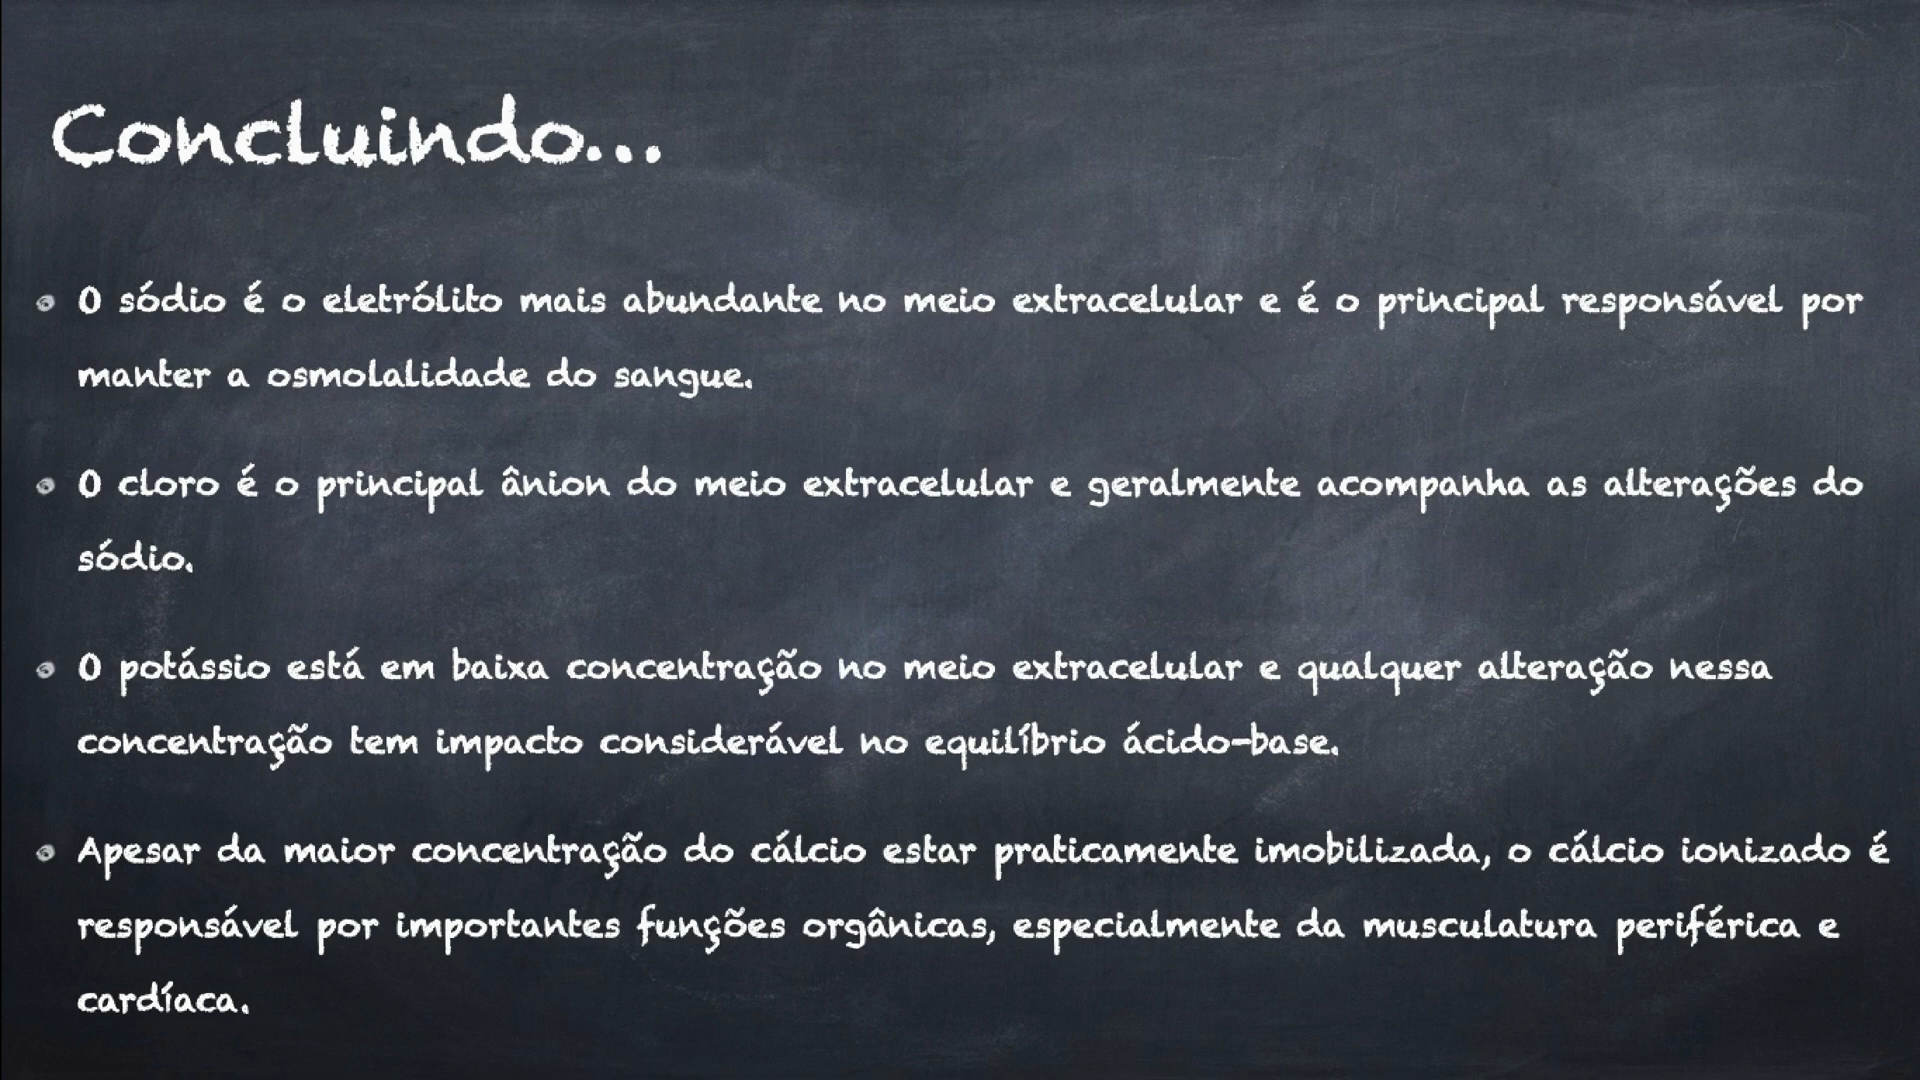 Concluindo...
O sódio é o eletrólito mais abundante no meio extracelular e é o principal responsável por
manter a osmolalidade do sangue.
O cloro é o principal ânion do meio extracelular e geralmente acompanha as alterações do
sódio.
O potássio está em baixa concentração no meio extracelular e qualquer alteração nessa
concentração tem impacto considerável no equilíbrio ácido-base.
Apesar da maior concentração do cálcio estar praticamente imobilizada, o cálcio ionizado é
responsável por importantes funções orgânicas, especialmente da musculatura periférica e
cardíaca.